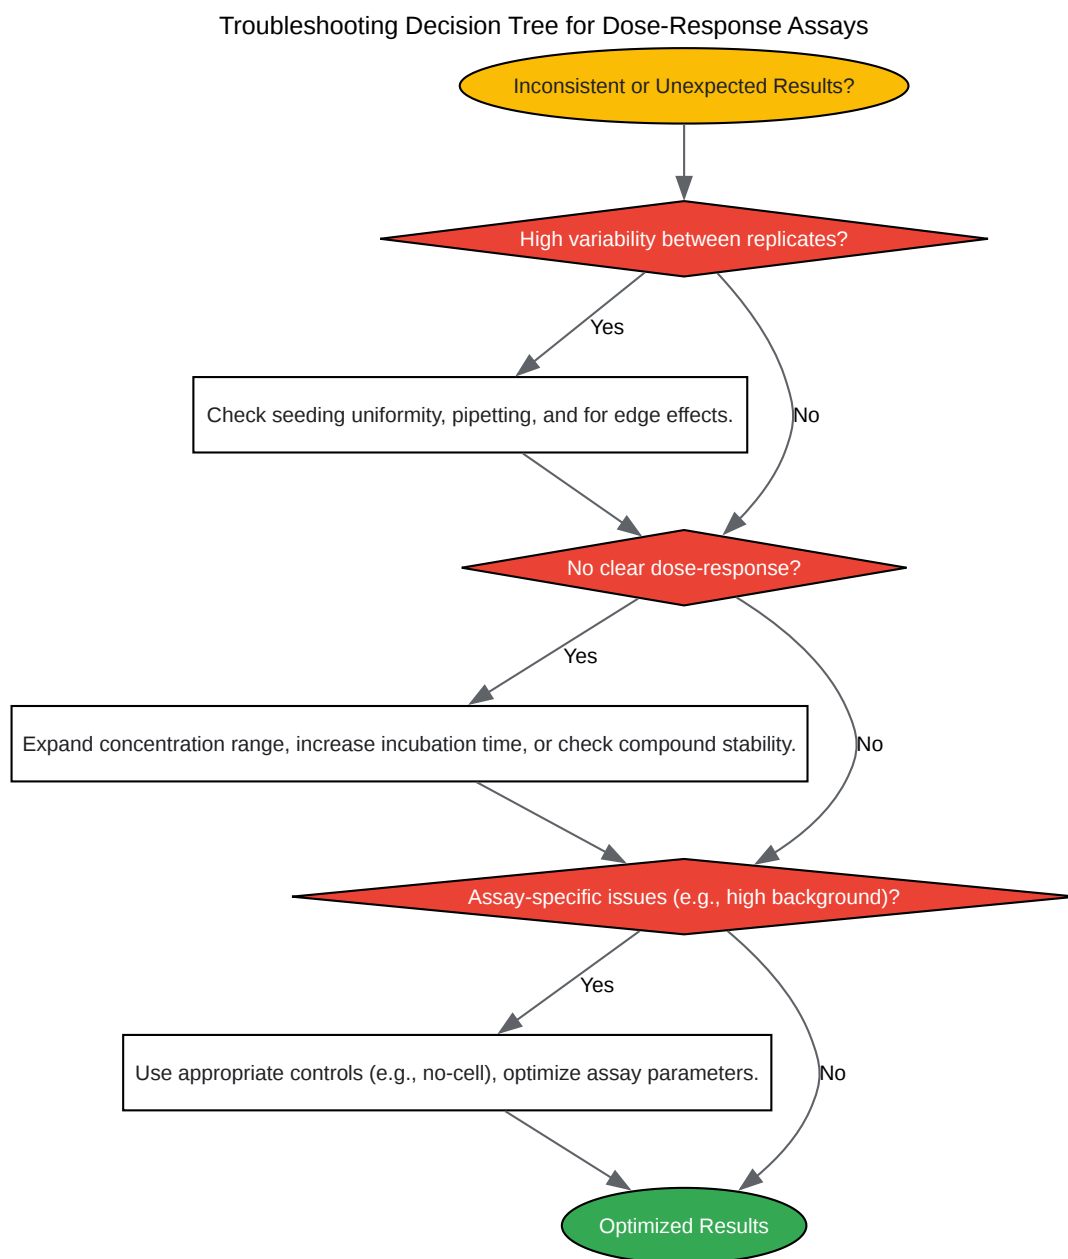 Troubleshooting Decision Tree for Dose-Response Assays
Inconsistent or Unexpected Results?
High variability between replicates?
Yes
Check seeding uniformity, pipetting, and for edge effects.
No
No clear dose-response?
Yes
Expand concentration range, increase incubation time, or check compound stability.
No
Assay-specific issues (e.g., high background)?
Yes
Use appropriate controls (e.g., no-cell), optimize assay parameters.
No
Optimized Results